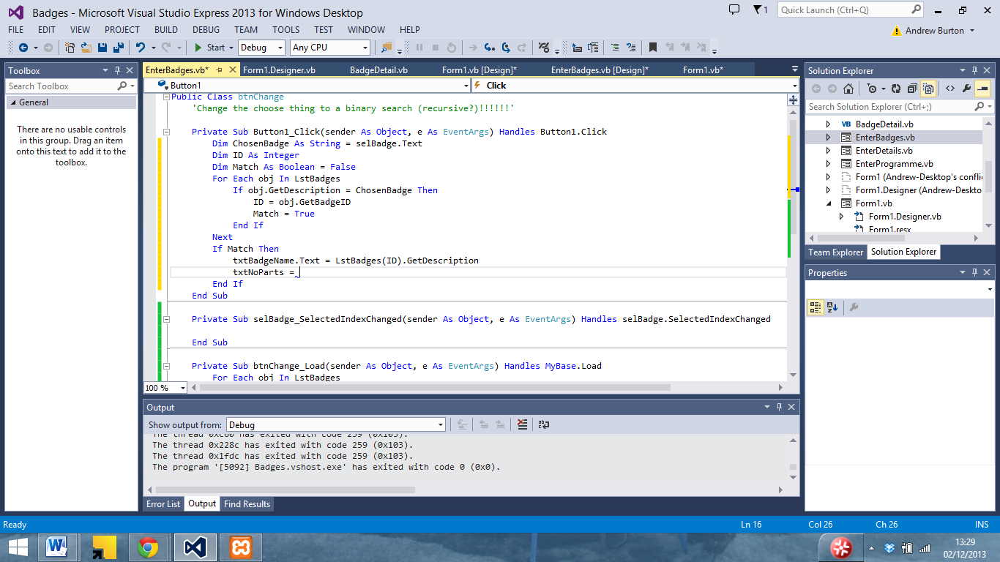 Badges - Microsoft Visual Studio Express 2013 for Windows Desktop
1
Quick Launch (Ctrl+Q)
FILE EDIT VIEW PROJECT BUILD DEBUG TEAM TOOLS TEST WINDOW HELP
Andrew Burton
Start Debug Any CPU
Toolbox
Search Toolbox
General
There are no usable controls
in this group. Drag an item
onto this text to add it to the
toolbox.
EnterBadges.vb* Form1.Designer.vb BadgeDetail.vb Form1.vb [Design]* EnterBadges.vb [Design]* Form1.vb*
Button1 Click
Public Class btnChange
'Change the choose thing to a binary search (recursive?)!!!!!!'
Private Sub Button1_Click(sender As Object, e As EventArgs) Handles Button1.Click
Dim ChosenBadge As String = selBadge.Text
Dim ID As Integer
Dim Match As Boolean = False
For Each obj In LstBadges
If obj.GetDescription = ChosenBadge Then
ID = obj.GetBadgeID
Match = True
End If
Next
If Match Then
txtBadgeName.Text = LstBadges(ID).GetDescription
txtNoParts =
End If
End Sub
Private Sub selBadge_SelectedIndexChanged(sender As Object, e As EventArgs) Handles selBadge.SelectedIndexChanged
End Sub
Private Sub btnChange_Load(sender As Object, e As EventArgs) Handles MyBase.Load
For Each obj In LstBadges
100 %
Output
Show output from: Debug
The thread 0xc60 has exited with code 259 (0x103).
The thread 0x228c has exited with code 259 (0x103).
The thread 0x1fdc has exited with code 259 (0x103).
The program '[5092] Badges.vshost.exe' has exited with code 0 (0x0).
Error List Output Find Results
Solution Explorer
Search Solution Explorer (Ctrl+;)
VB BadgeDetail.vb
EnterBadges.vb
EnterDetails.vb
EnterProgramme.vb
Form1 (Andrew-Desktop's confli
Form1.Designer (Andrew-Deskto
Form1.vb
Form1.Designer.vb
Form1.resx
Team Explorer Solution Explorer
Properties
Ready Ln 16 Col 26 Ch 26 INS
13:29
02/12/2013